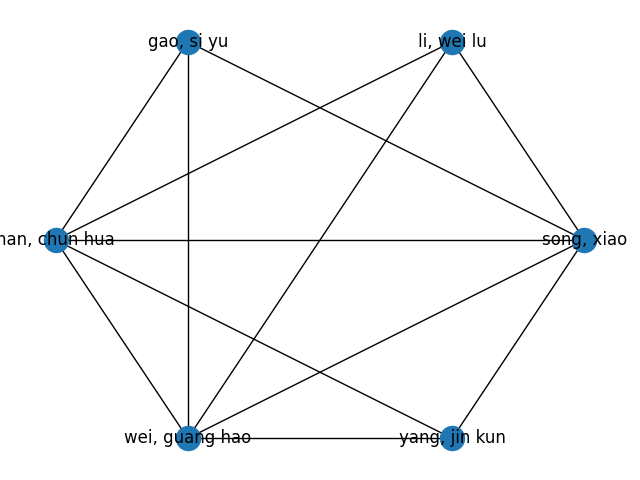 gao, si yu
li, wei lu
han, chun hua
song, xiao
wei, guang hao
yang, jin kun